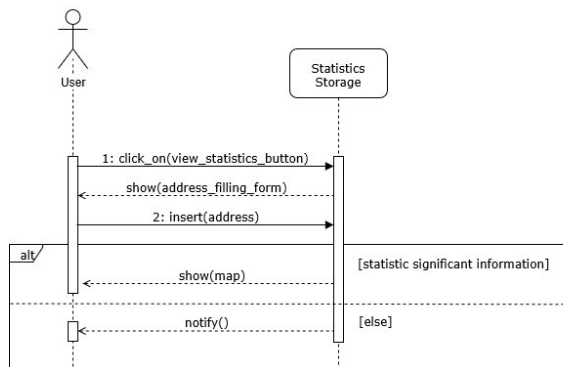 User
Statistics
Storage
1: click_on(view_statistics_button)
show(address_filling_form)
2: insert(address)
alt
[statistic significant information]
show(map)
notify()
[else]